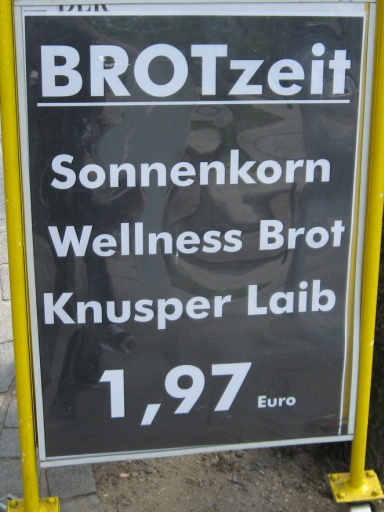 BROTzeit
Sonnenkorn
Wellness Brot
Knusper Laib
1,97 Euro